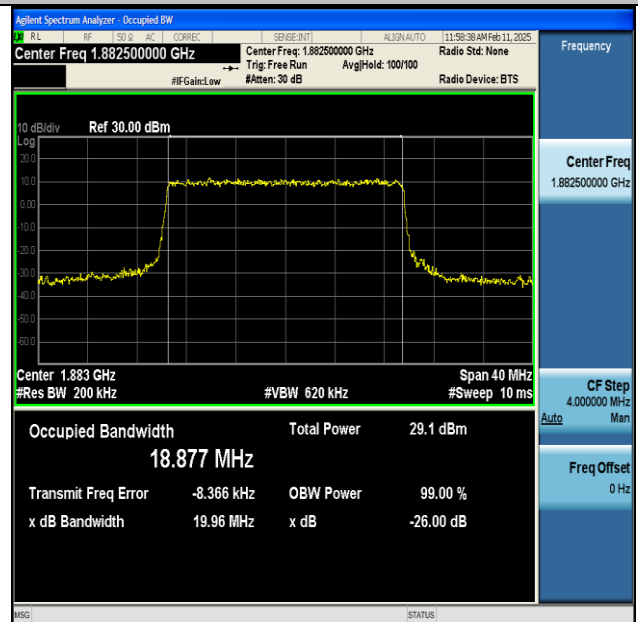 Agilent Spectrum Analyzer - Occupied BW
LXI RL RF 50 Ω AC CORREC SENSE:INT ALIGN AUTO 11:58:38 AM Feb 11, 2025
Center Freq 1.882500000 GHz
Center Freq: 1.882500000 GHz
Radio Std: None
Trig: Free Run Avg|Hold: 100/100
#IFGain:Low
#Atten: 30 dB
Radio Device: BTS
Frequency
10 dB/div Ref 30.00 dBm
Log
20.0
10.0
0.00
-10.0
-20.0
-30.0
-40.0
-50.0
-60.0
Center 1.883 GHz Span 40 MHz
#Res BW 200 kHz #VBW 620 kHz #Sweep 10 ms
Occupied Bandwidth Total Power 29.1 dBm
18.877 MHz
Transmit Freq Error -8.366 kHz OBW Power 99.00 %
x dB Bandwidth 19.96 MHz x dB -26.00 dB
Center Freq
1.882500000 GHz
CF Step
4.000000 MHz
Auto Man
Freq Offset
0 Hz
MSG STATUS